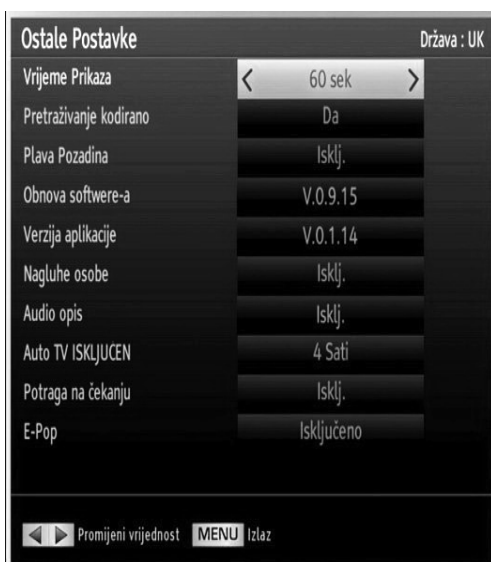 Ostale Postavke Država : UK
Vrijeme Prikaza 60 sek
Pretraživanje kodirano Da
Plava Pozadina Isklj.
Obnova softwere-a V.0.9.15
Verzija aplikacije V.0.1.14
Nagluhe osobe Isklj.
Audio opis Isklj.
Auto TV ISKLJUČEN 4 Sati
Potraga na čekanju Isklj.
E-Pop Isključeno
Promijeni vrijednost MENU Izlaz